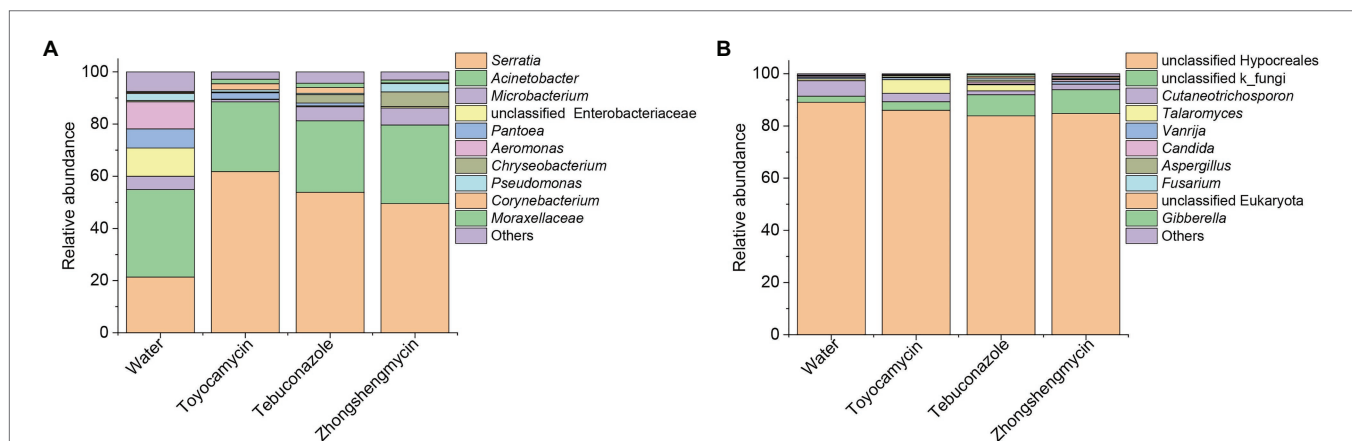 A
Relative abundance
100
80
60
40
20
0
Water
Toyocamycin
Tebuconazole
Zhongshengmycin
Serratia
Acinetobacter
Microbacterium
unclassified Enterobacteriaceae
Pantoea
Aeromonas
Chryseobacterium
Pseudomonas
Corynebacterium
Moraxellaceae
Others
B
Relative abundance
100
80
60
40
20
0
Water
Toyocamycin
Tebuconazole
Zhongshengmycin
unclassified Hypocreales
unclassified k_fungi
Cutaneotrichosporon
Talaromyces
Vanrija
Candida
Aspergillus
Fusarium
unclassified Eukaryota
Gibberella
Others